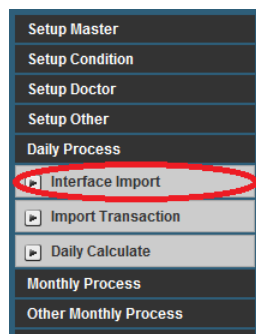 Setup Master
Setup Condition
Setup Doctor
Setup Other
Daily Process
Interface Import
Import Transaction
Daily Calculate
Monthly Process
Other Monthly Process